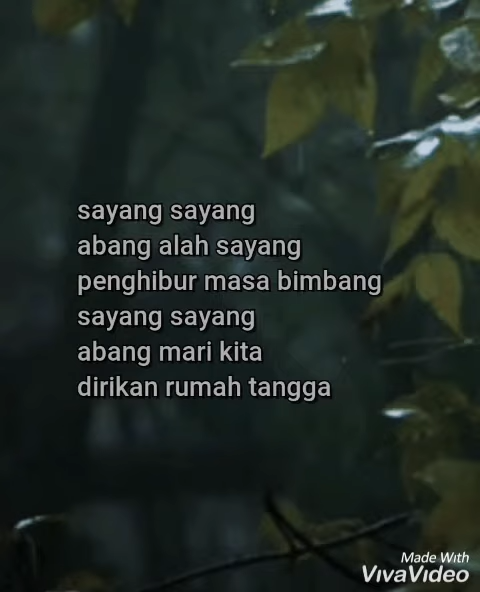 sayang sayang
abang alah sayang
penghibur masa bimbang
sayang sayang
abang mari kita
dirikan rumah tangga
Made With
VivaVideo